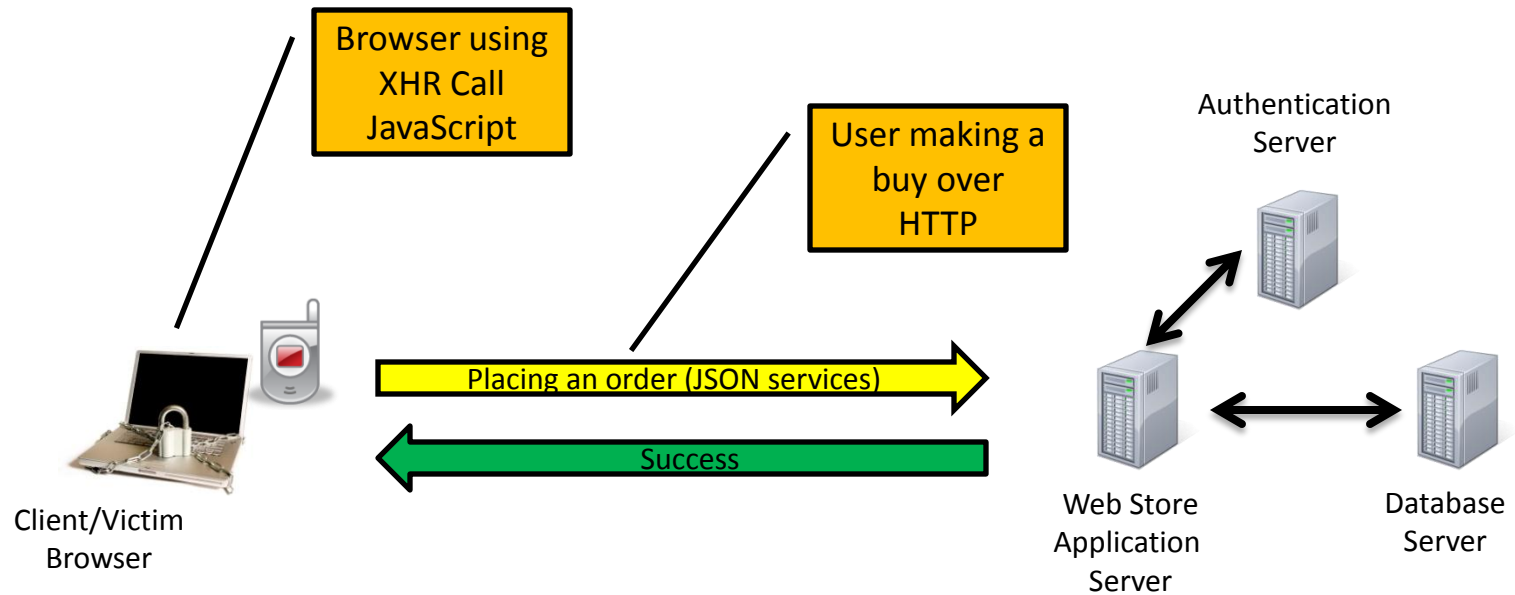 Browser using
XHR Call
JavaScript
User making a
buy over
HTTP
Authentication
Server
Placing an order (JSON services)
Success
Client/Victim
Browser
Web Store
Application
Server
Database
Server